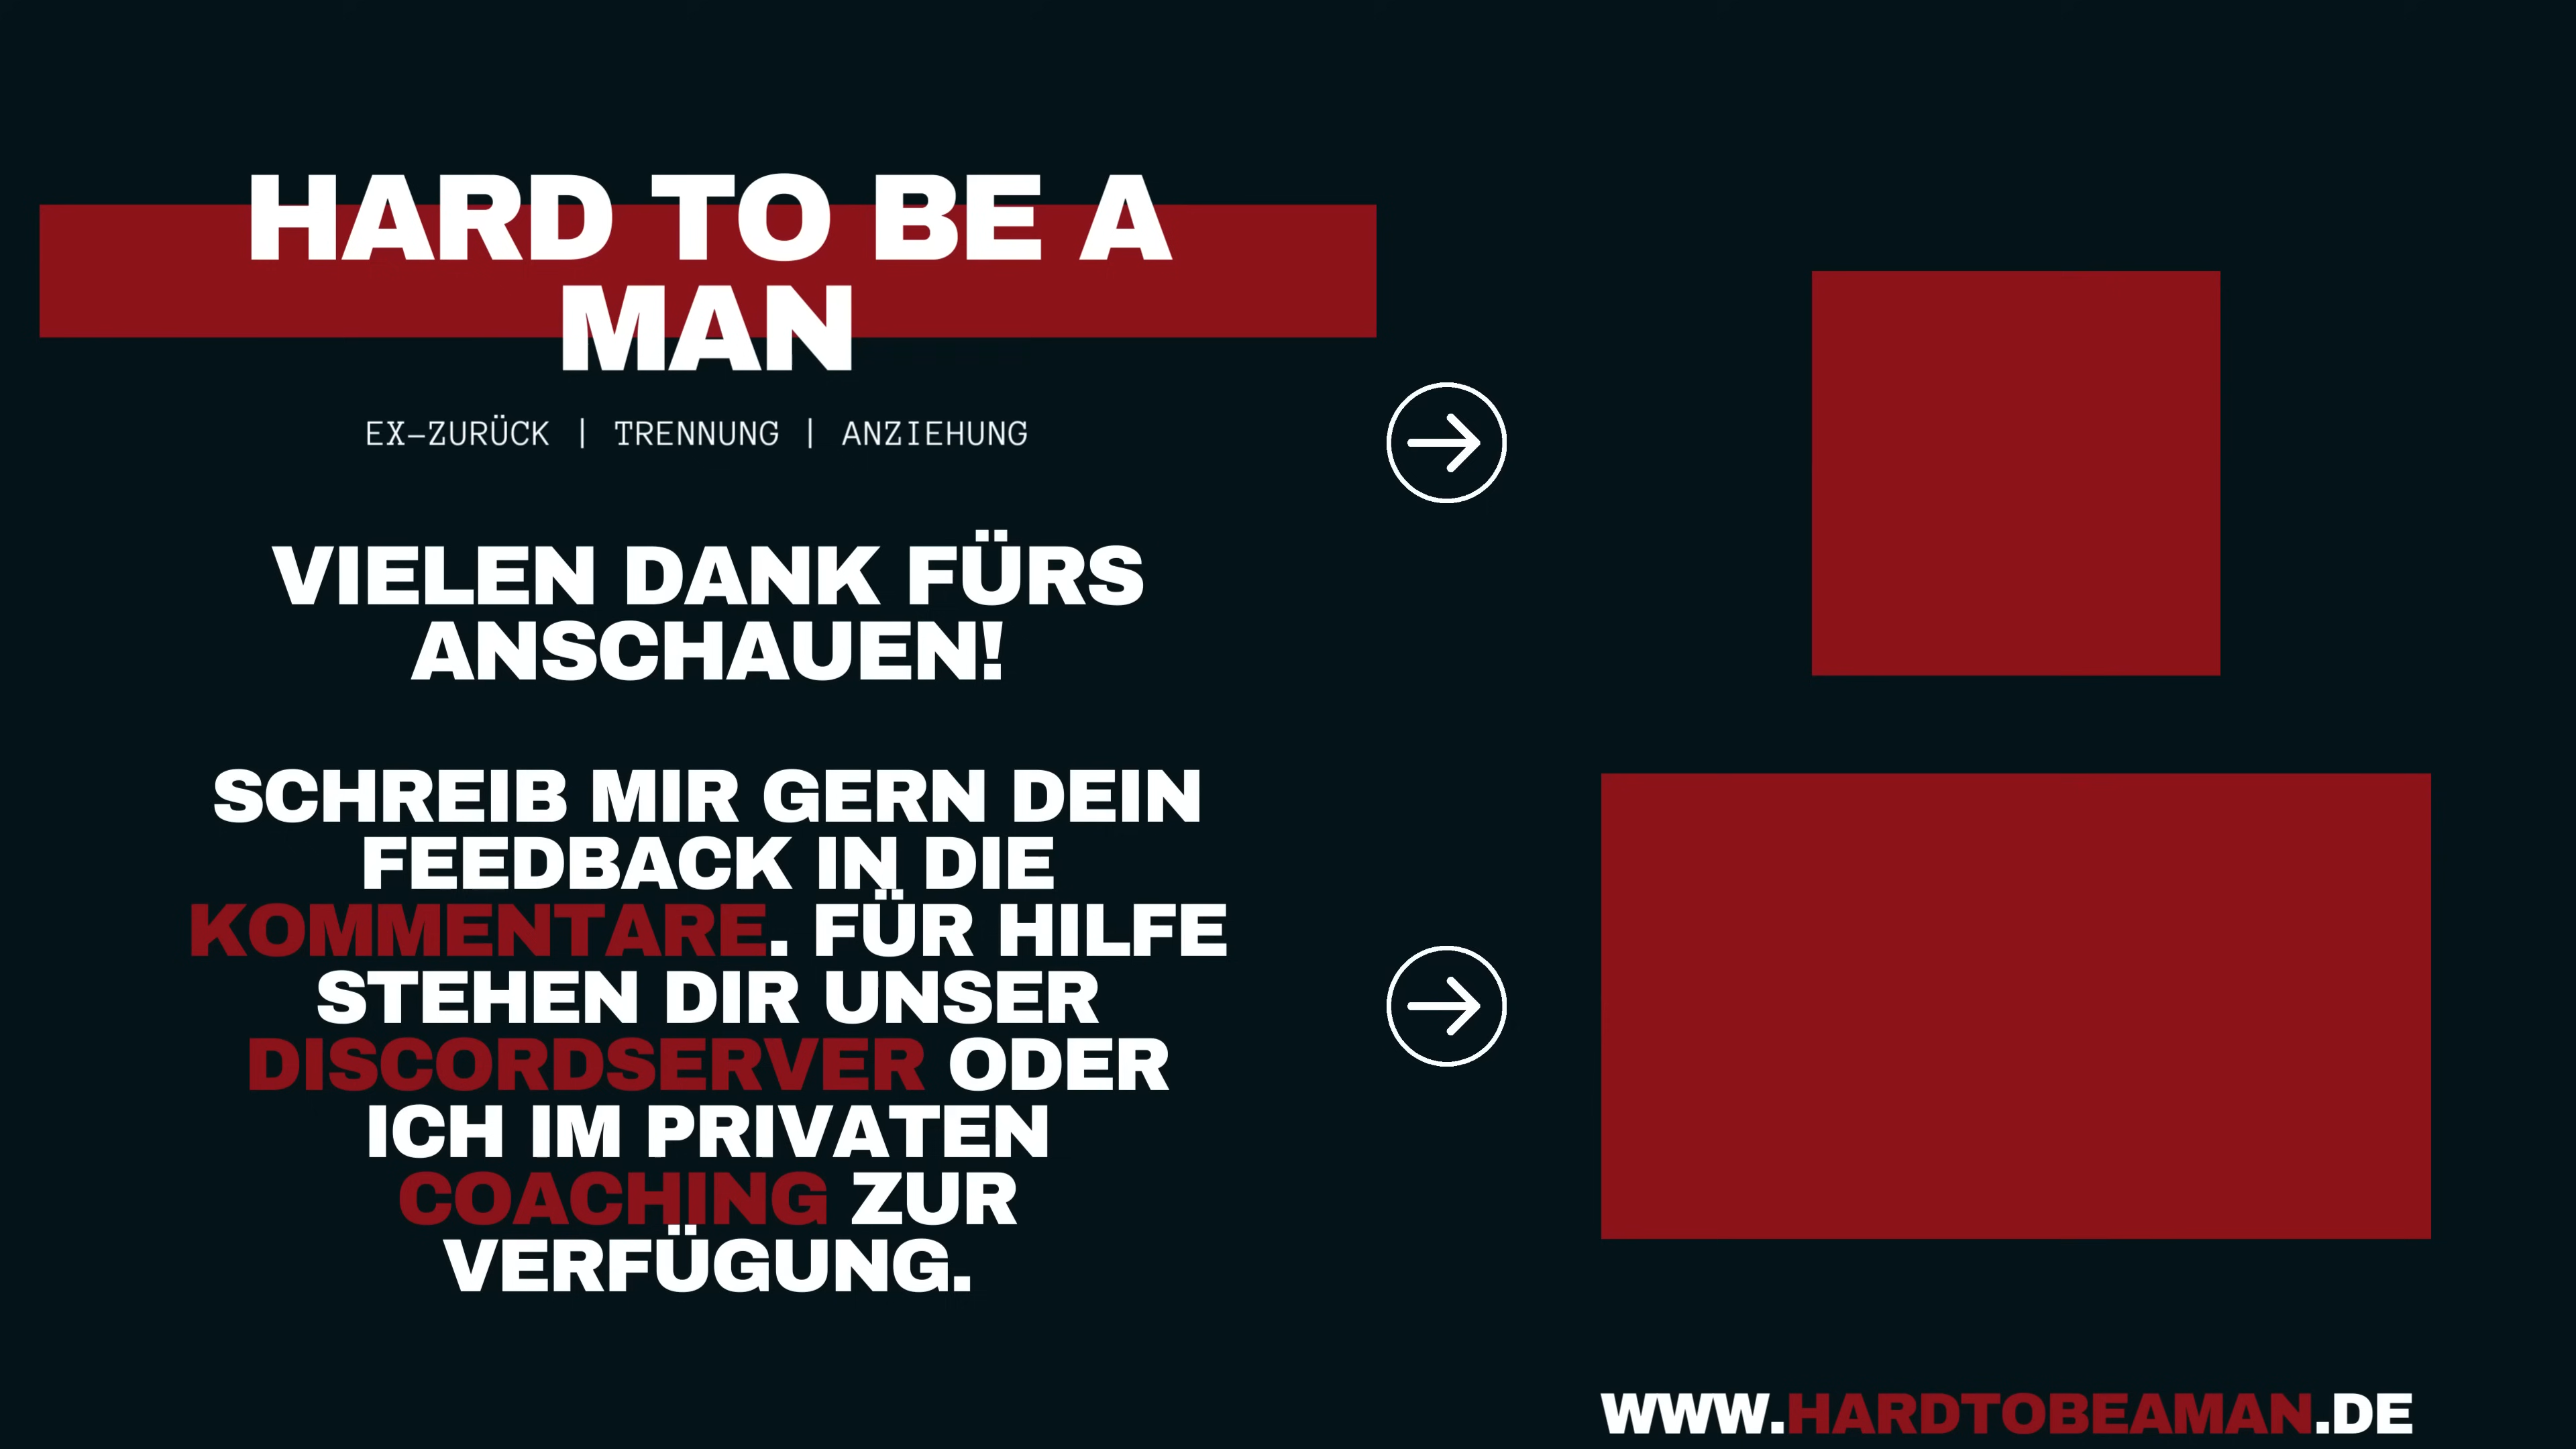 HARD TO BE A
MAN
EX-ZURÜCK | TRENNUNG | ANZIEHUNG
VIELEN DANK FÜRS
ANSCHAUEN!
SCHREIB MIR GERN DEIN
FEEDBACK IN DIE
KOMMENTARE. FÜR HILFE
STEHEN DIR UNSER
DISCORDSERVER ODER
ICH IM PRIVATEN
COACHING ZUR
VERFÜGUNG.
WWW.HARDTOBEAMAN.DE